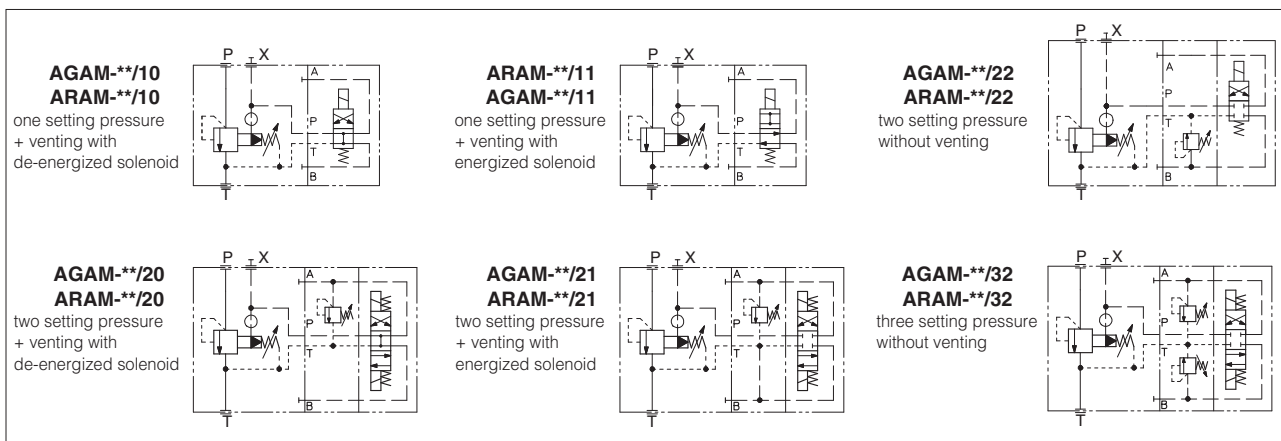 AGAM-**/10
ARAM-**/10
one setting pressure
+ venting with
de-energized solenoid
P X
A
P
T
B
T
ARAM-**/11
AGAM-**/11
one setting pressure
+ venting with
energized solenoid
P X
A
P
T
B
T
AGAM-**/22
ARAM-**/22
two setting pressure
without venting
P X
A
P
T
B
T
AGAM-**/20
ARAM-**/20
two setting pressure
+ venting with
de-energized solenoid
P X
A
P
T
B
T
AGAM-**/21
ARAM-**/21
two setting pressure
+ venting with
energized solenoid
P X
A
P
T
B
T
AGAM-**/32
ARAM-**/32
three setting pressure
without venting
P X
A
P
T
B
T